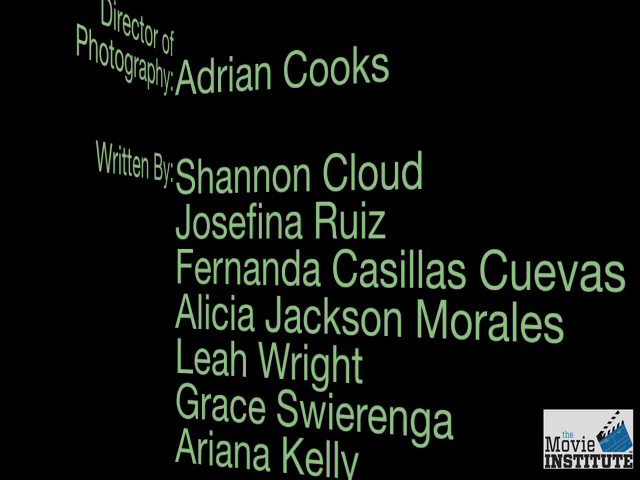 Director of
Photography:
Adrian Cooks
Written By:
Shannon Cloud
Josefina Ruiz
Fernanda Casillas Cuevas
Alicia Jackson Morales
Leah Wright
Grace Swierenga
Ariana Kelly
the
Movie
INSTITUTE